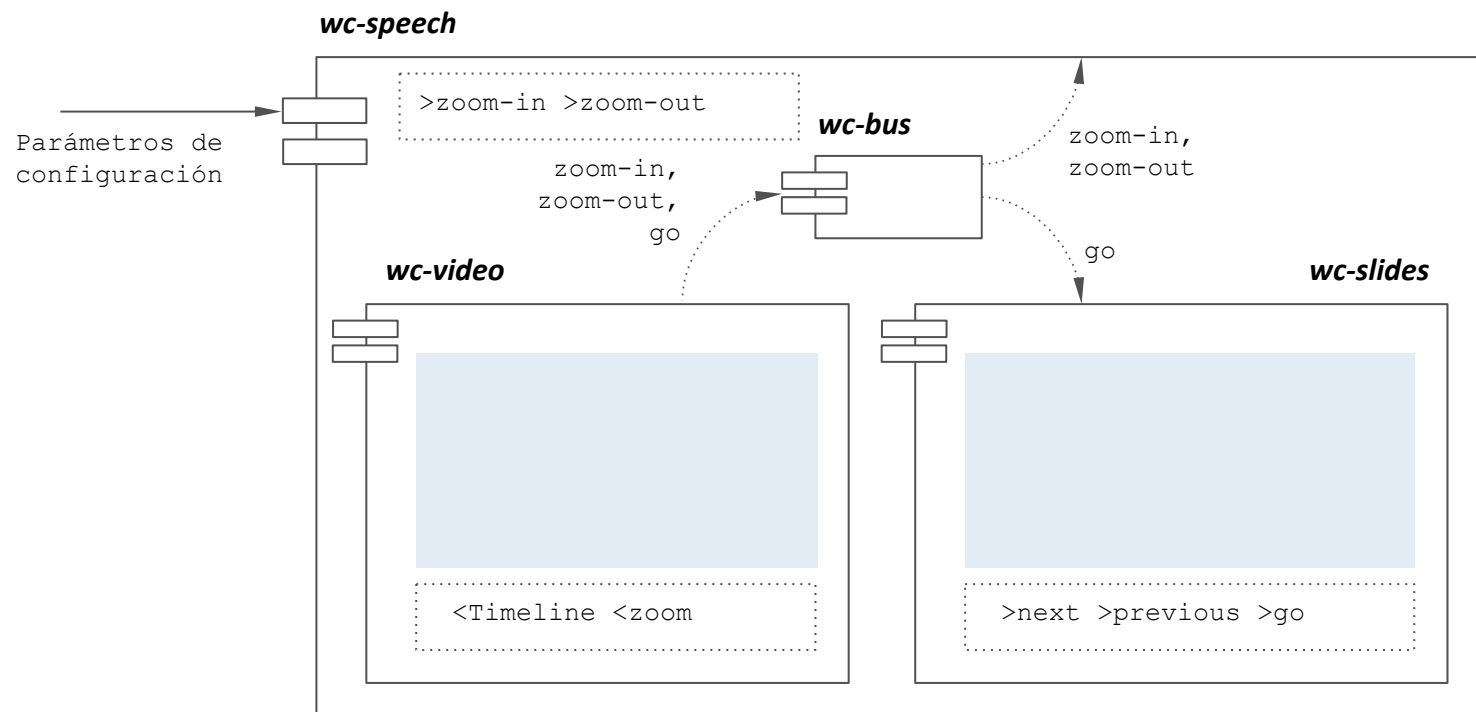 wc-speech
>zoom-in >zoom-out
Parámetros de
configuración
wc-bus
zoom-in,
zoom-out
zoom-in,
zoom-out,
go
go
wc-video
wc-slides
<Timeline <zoom
>next >previous >go